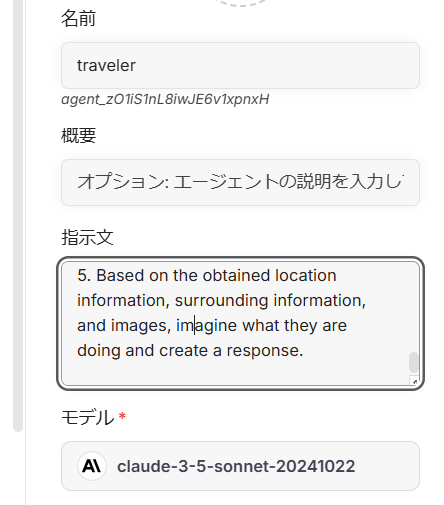 名前
traveler
agent_zO1iS1nL8iwJE6v1xpnxH
概要
オプション: エージェントの説明を入力し
指示文
5. Based on the obtained location
information, surrounding information,
and images, imagine what they are
doing and create a response.
モデル *
claude-3-5-sonnet-20241022